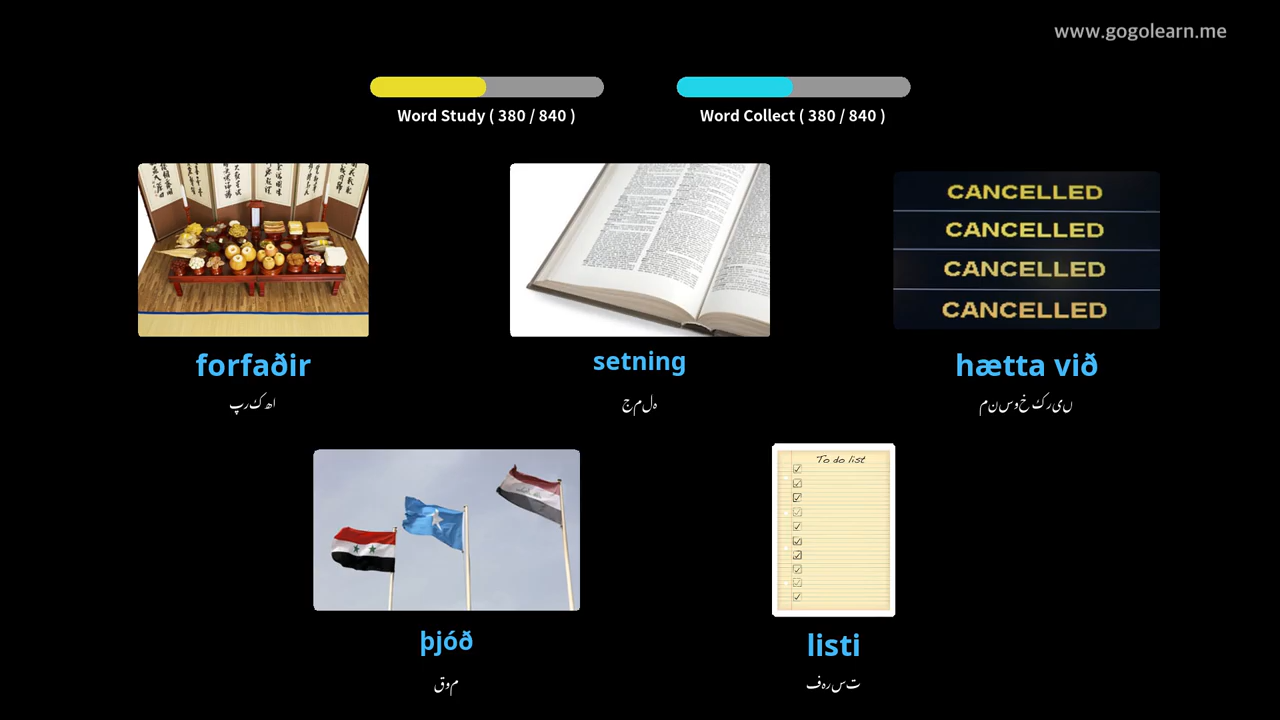 www.gogolearn.me
Word Study ( 380 / 840 )
Word Collect ( 380 / 840 )
CANCELLED
CANCELLED
CANCELLED
CANCELLED
forfaðir
setning
hætta við
پرکھا
جملہ
منسوخ کریں
To do list
þjóð
listi
قوم
فہرست